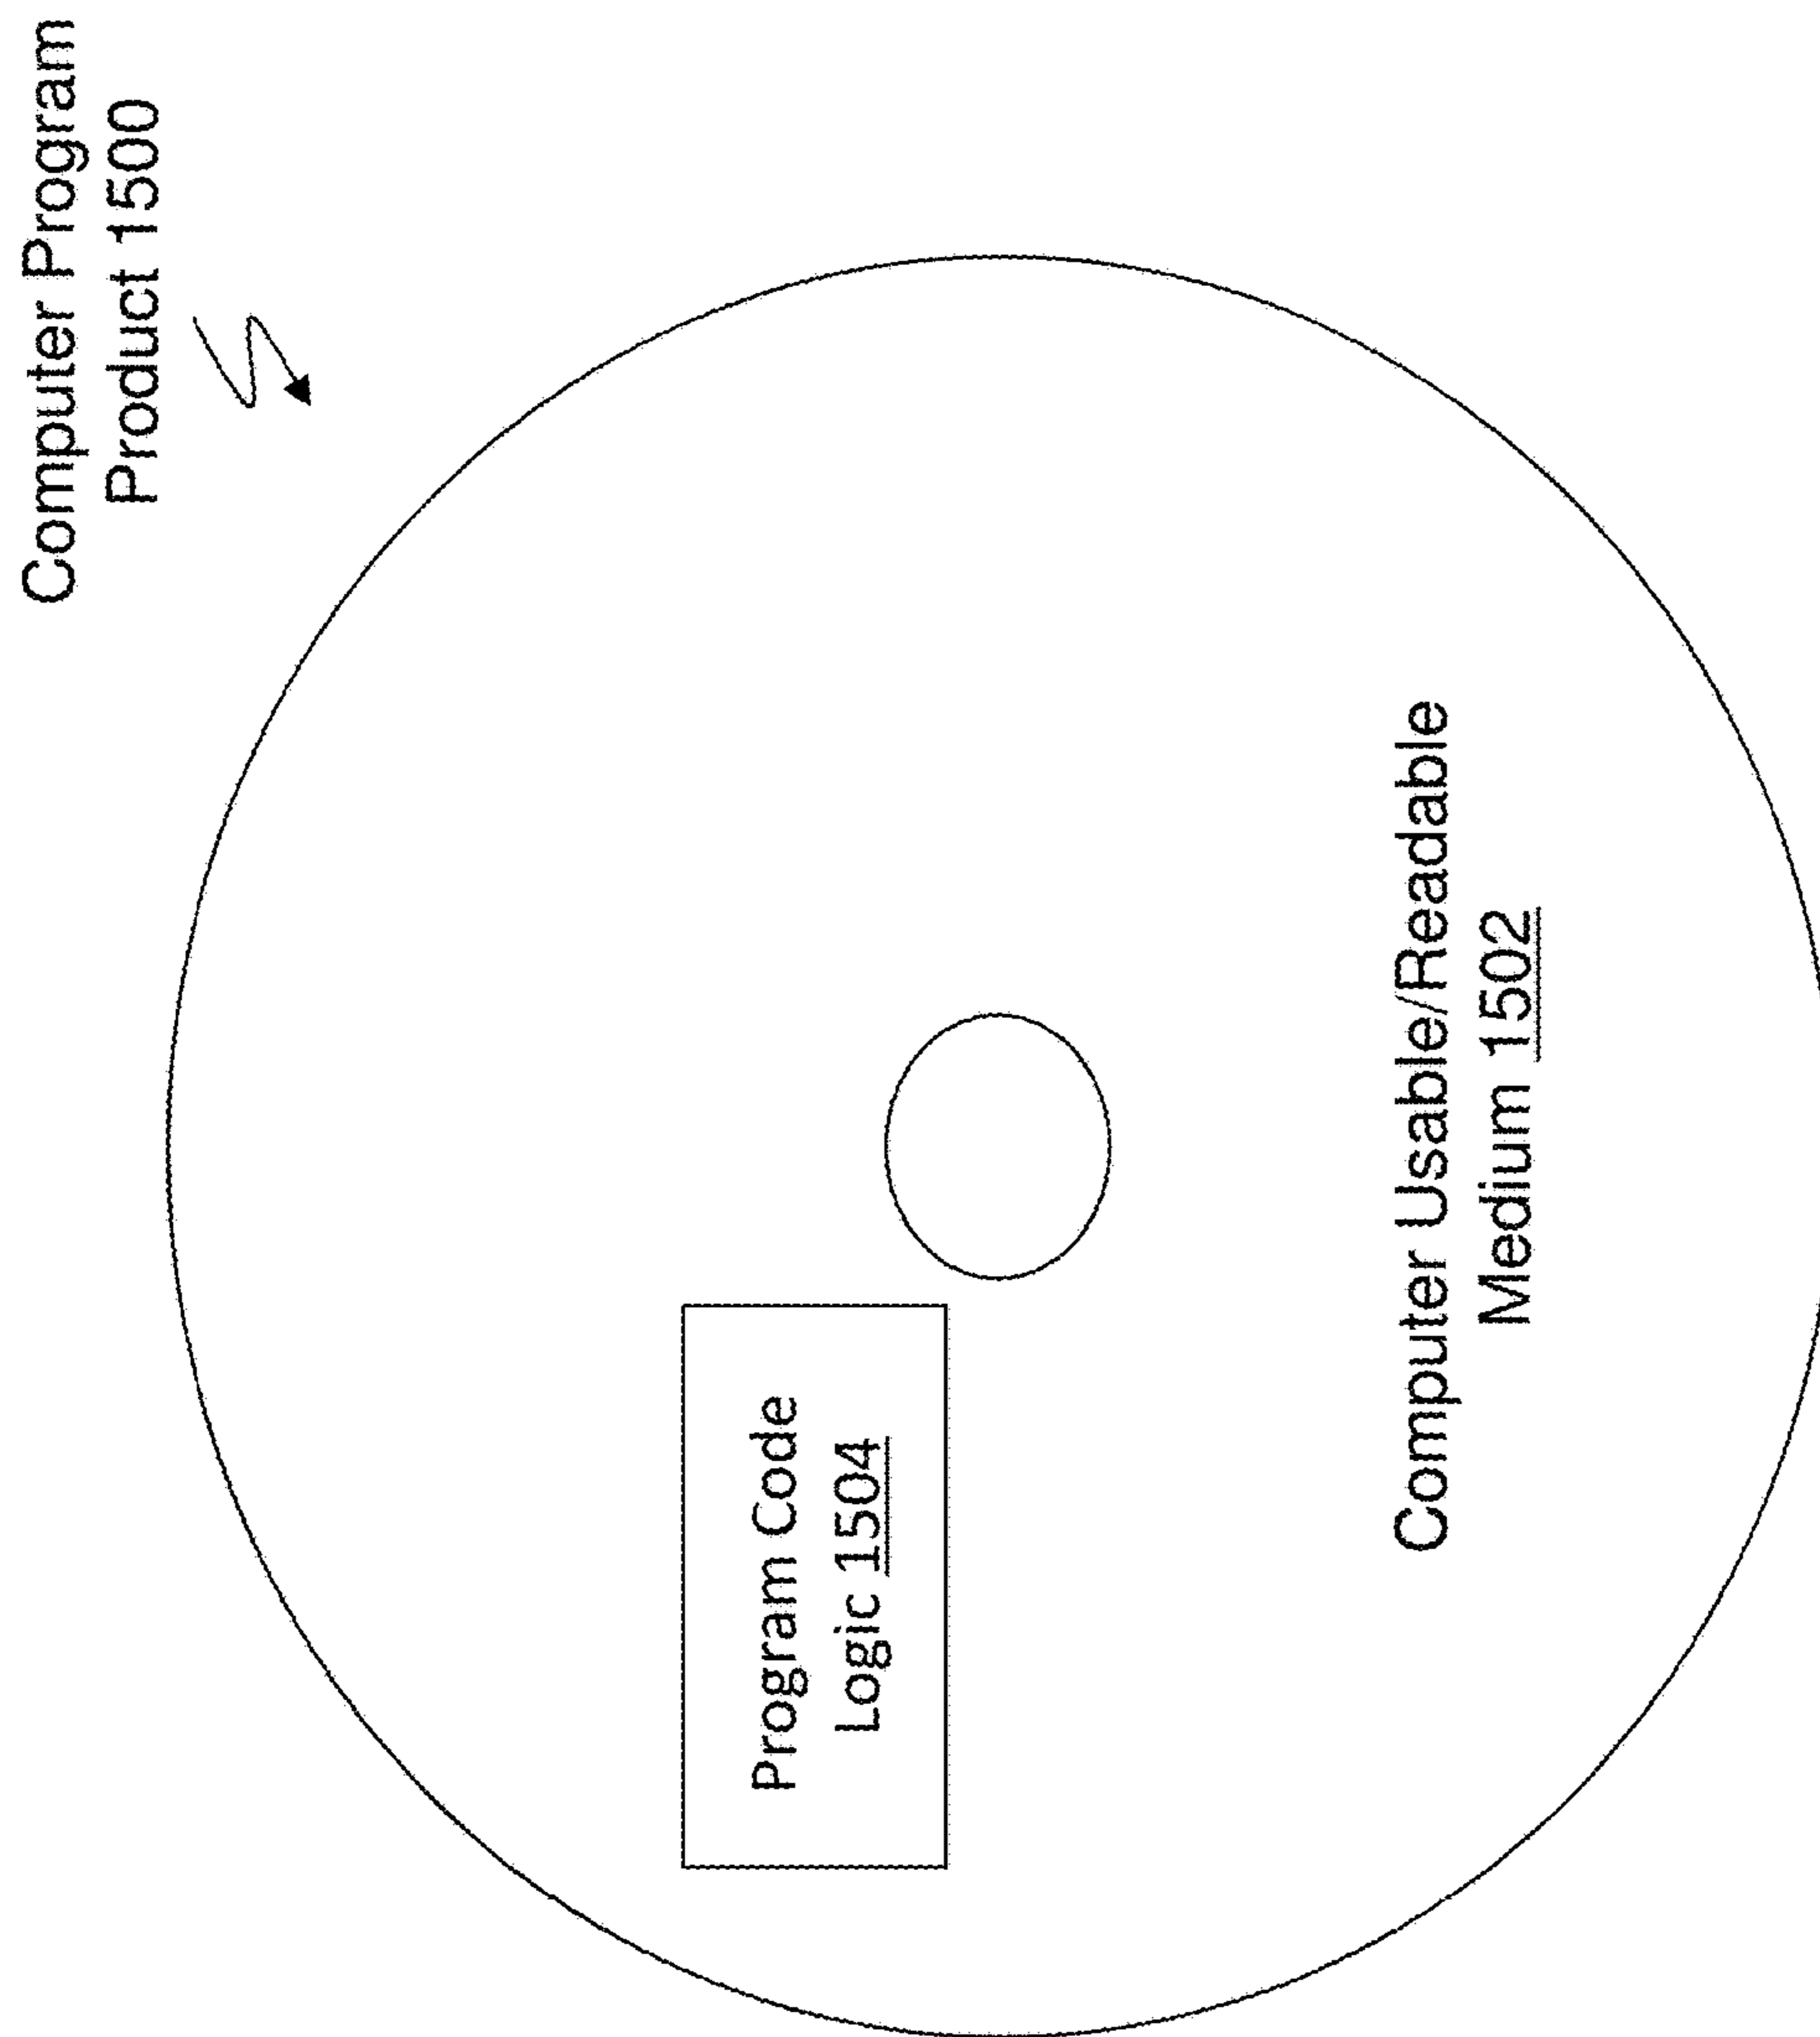 Computer Program
Product 1500
Program Code
Logic 1504
Computer Usable/Readable
Medium 1502